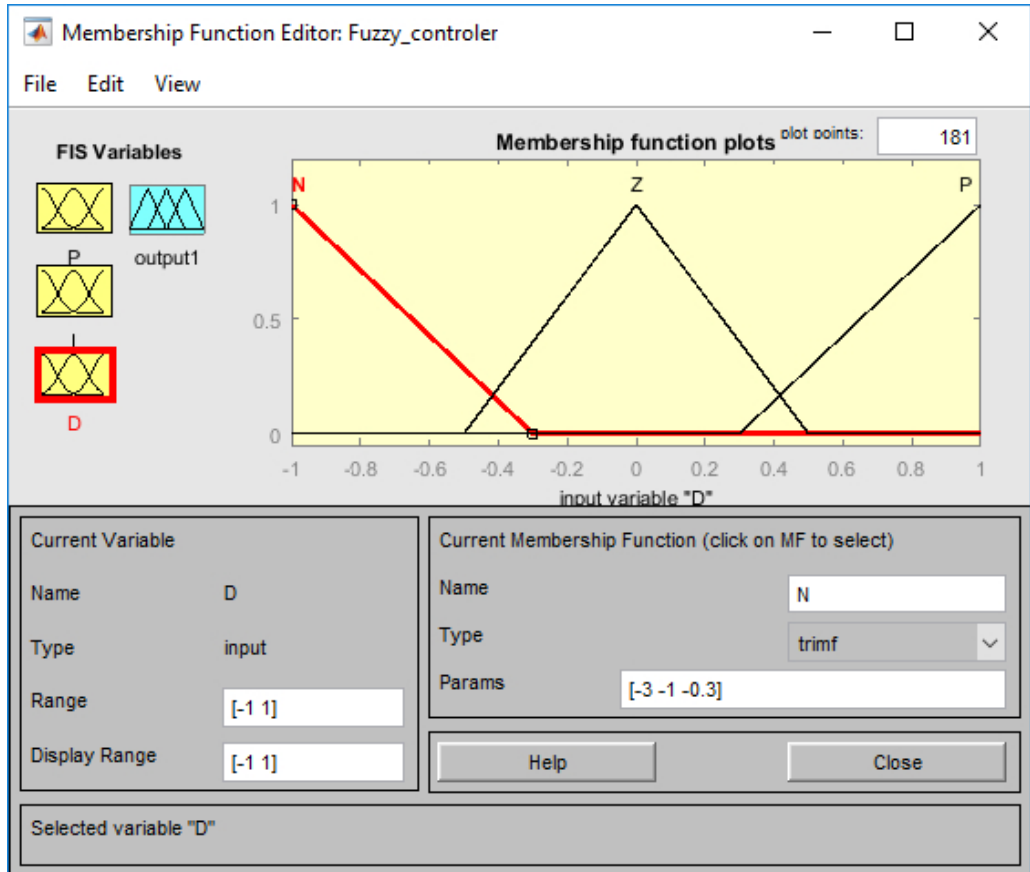 Membership Function Editor: Fuzzy_controler
File Edit View
FIS Variables
P
output1
I
D
Membership function plots
plot points:
181
N
Z
P
1
0.5
0
-1 -0.8 -0.6 -0.4 -0.2 0 0.2 0.4 0.6 0.8 1
input variable "D"
Current Variable
Name D
Type input
Range [-1 1]
Display Range [-1 1]
Current Membership Function (click on MF to select)
Name N
Type trimf
Params [-3 -1 -0.3]
Help Close
Selected variable "D"